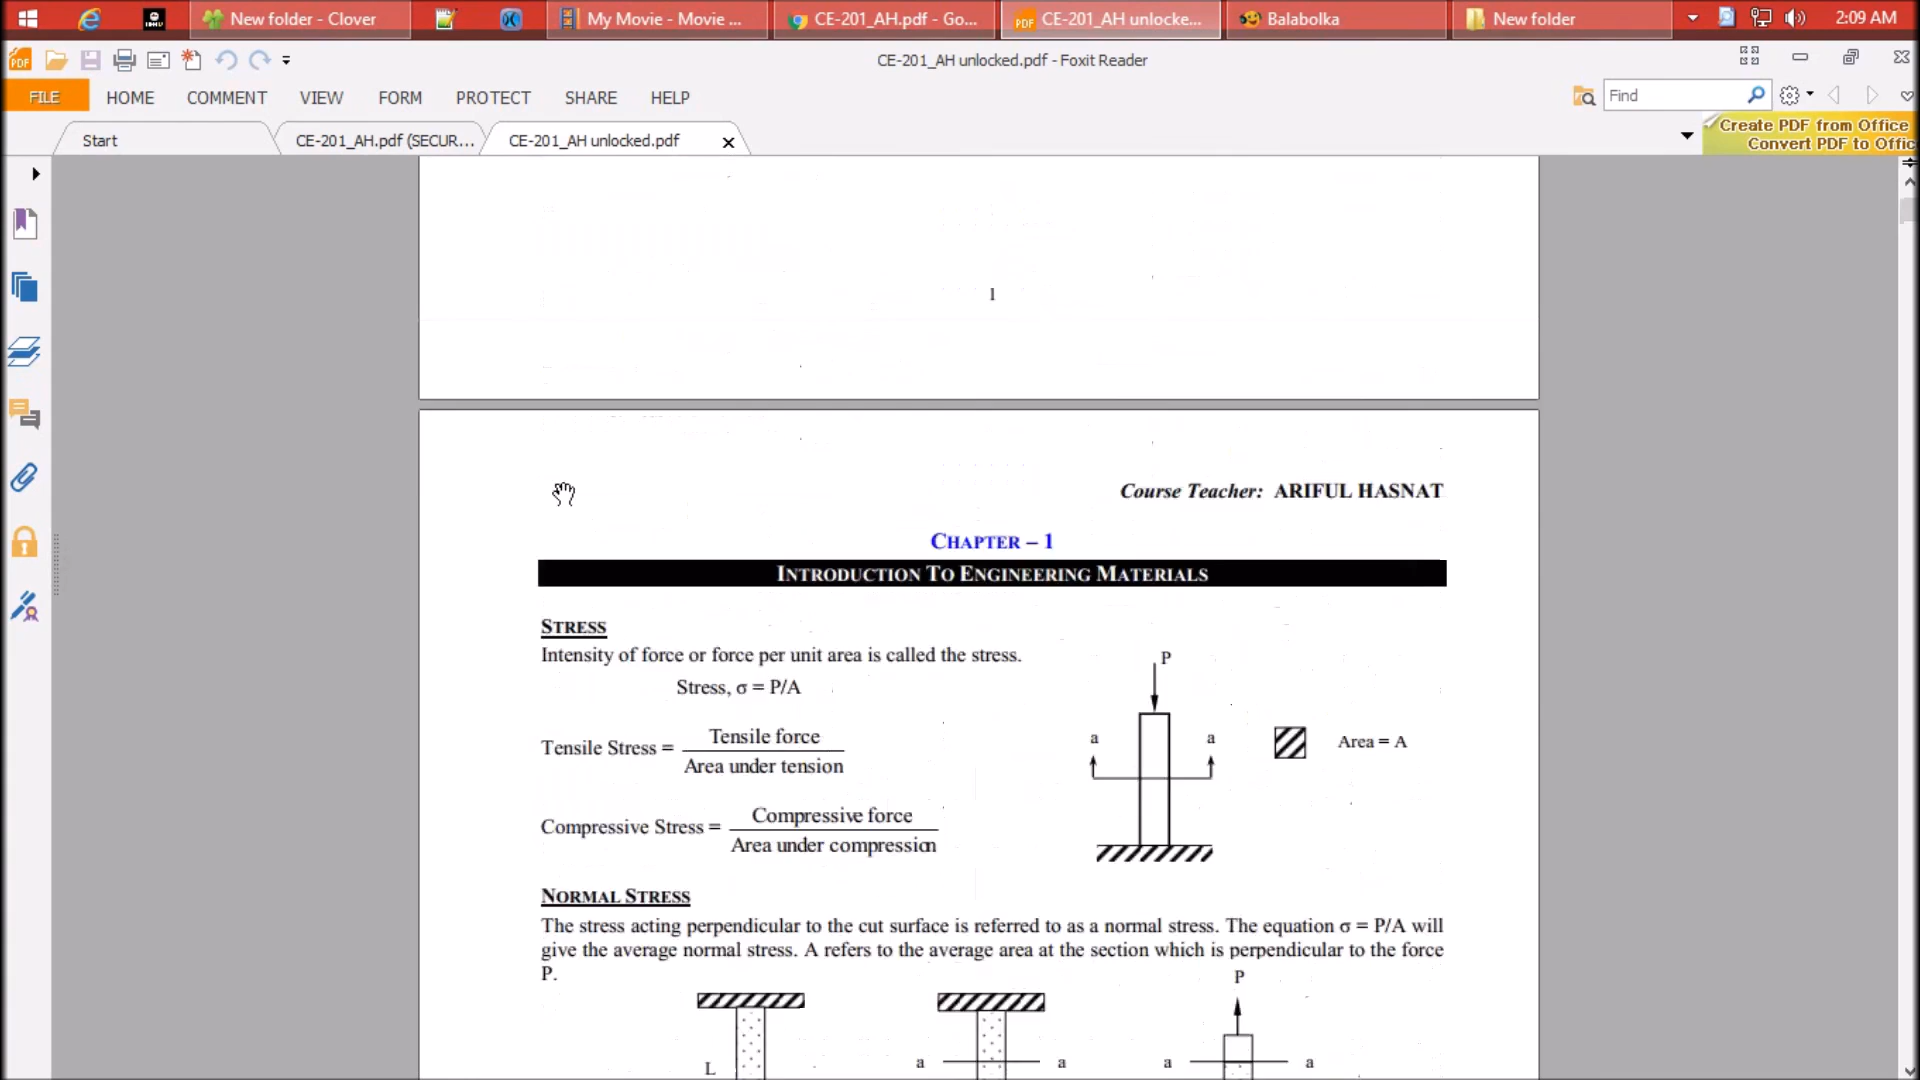 New folder - Clover
My Movie - Movie ...
CE-201_AH.pdf - Go...
CE-201_AH unlocke...
Balabolka
New folder
2:09 AM
CE-201_AH unlocked.pdf - Foxit Reader
FILE HOME COMMENT VIEW FORM PROTECT SHARE HELP
Find
Start
CE-201_AH.pdf (SECUR...
CE-201_AH unlocked.pdf
Create PDF from Office
Convert PDF to Offic
1
Course Teacher: ARIFUL HASNAT
CHAPTER – 1
INTRODUCTION TO ENGINEERING MATERIALS
STRESS
Intensity of force or force per unit area is called the stress.
Stress, σ = P/A
Tensile Stress = Tensile force
Area under tension
Compressive Stress = Compressive force
Area under compression
P
a a
Area = A
NORMAL STRESS
The stress acting perpendicular to the cut surface is referred to as a normal stress. The equation σ = P/A will
give the average normal stress. A refers to the average area at the section which is perpendicular to the force
P.
P
L a a a a